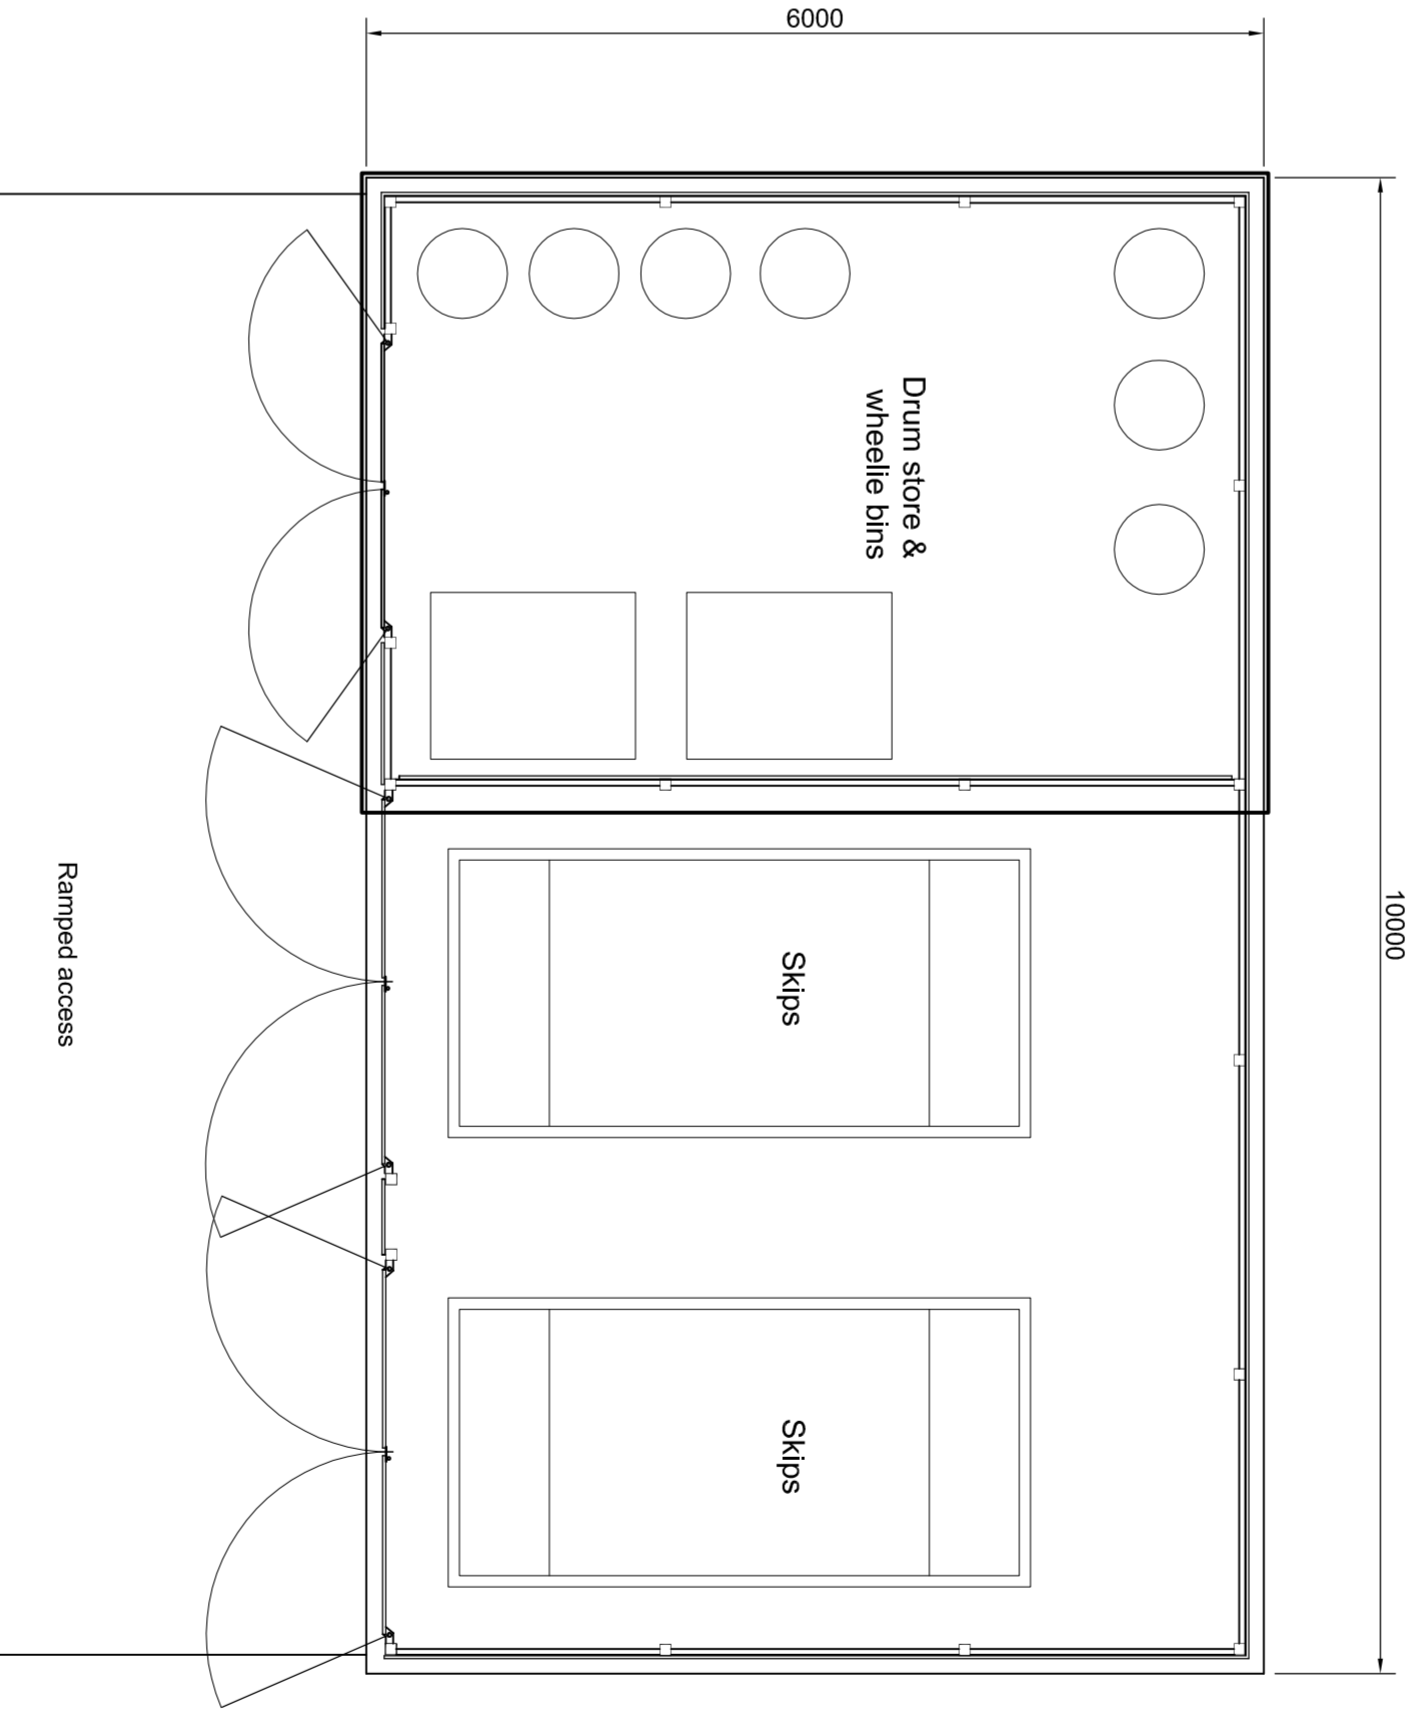 6000
10000
Drum store &
wheelie bins
Skips
Ramped access
Skips